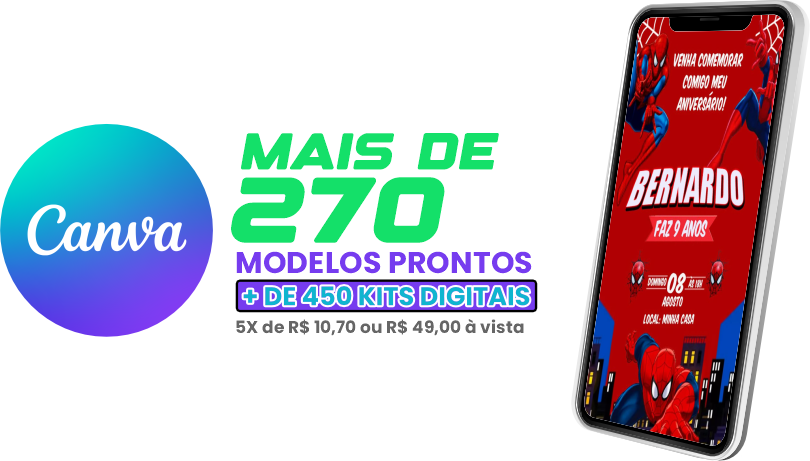 Canva
MAIS DE
270
MODELOS PRONTOS
+ DE 450 KITS DIGITAIS
5X de R$ 10,70 ou R$ 49,00 à vista
VENHA COMEMORAR
COMIGO MEU
ANIVERSÁRIO!
BERNARDO
FAZ 9 ANOS
DOMINGO 08 ÁS 18H
AGOSTO
LOCAL: MINHA CASA